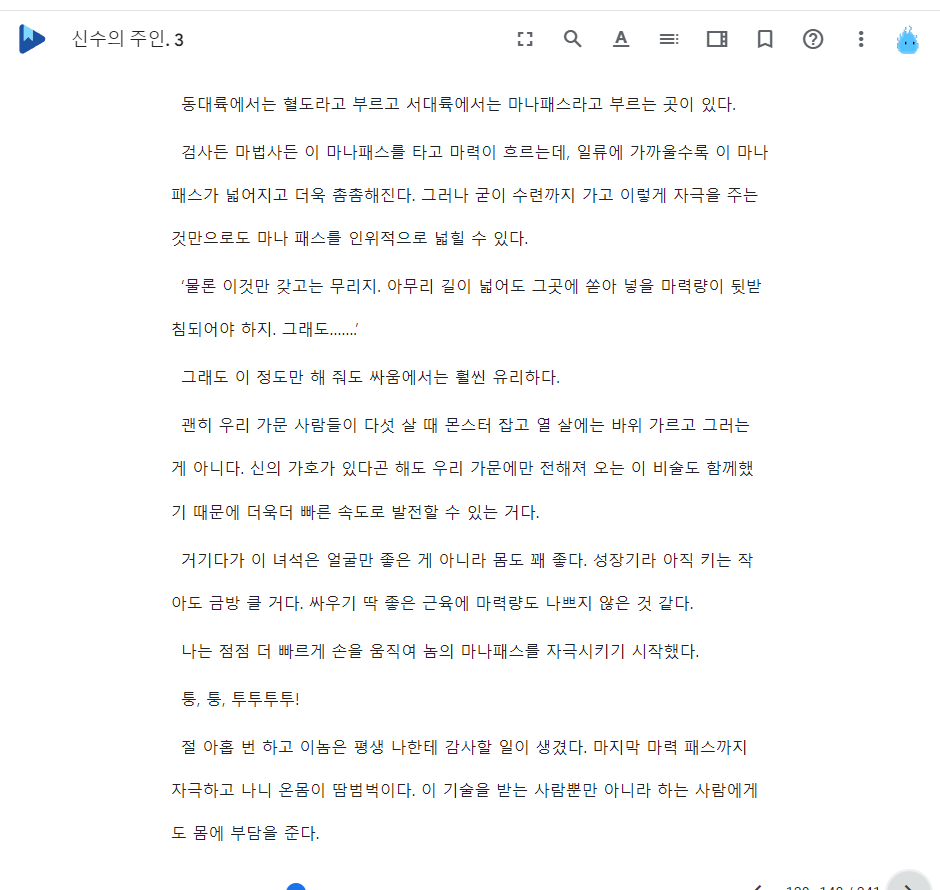 신수의 주인. 3
동대륙에서는 혈도라고 부르고 서대륙에서는 마나패스라고 부르는 곳이 있다.
검사든 마법사든 이 마나패스를 타고 마력이 흐르는데, 일류에 가까울수록 이 마나
패스가 넓어지고 더욱 촘촘해진다. 그러나 굳이 수련까지 가고 이렇게 자극을 주는
것만으로도 마나 패스를 인위적으로 넓힐 수 있다.
'물론 이것만 갖고는 무리지. 아무리 길이 넓어도 그곳에 쏟아 넣을 마력량이 뒷받
침되어야 하지. 그래도…….'
그래도 이 정도만 해 줘도 싸움에서는 훨씬 유리하다.
괜히 우리 가문 사람들이 다섯 살 때 몬스터 잡고 열 살에는 바위 가르고 그러는
게 아니다. 신의 가호가 있다곤 해도 우리 가문에만 전해져 오는 이 비술도 함께했
기 때문에 더욱더 빠른 속도로 발전할 수 있는 거다.
거기다가 이 녀석은 얼굴만 좋은 게 아니라 몸도 꽤 좋다. 성장기라 아직 키는 작
아도 금방 클 거다. 싸우기 딱 좋은 근육에 마력량도 나쁘지 않은 것 같다.
나는 점점 더 빠르게 손을 움직여 놈의 마나패스를 자극시키기 시작했다.
퉁, 퉁, 투투투투!
절 아홉 번 하고 이놈은 평생 나한테 감사할 일이 생겼다. 마지막 마력 패스까지
자극하고 나니 온몸이 땀범벅이다. 이 기술을 받는 사람뿐만 아니라 하는 사람에게
도 몸에 부담을 준다.